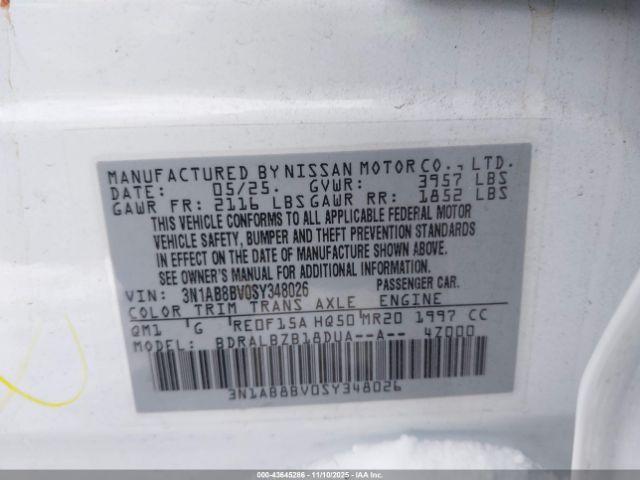 MANUFACTURED BY NISSAN MOTOR CO., LTD.
DATE: 05/25. GVWR: 3957 LBS
GAWR FR: 2116 LBS GAWR RR: 1852 LBS
THIS VEHICLE CONFORMS TO ALL APPLICABLE FEDERAL MOTOR
VEHICLE SAFETY, BUMPER AND THEFT PREVENTION STANDARDS
IN EFFECT ON THE DATE OF MANUFACTURE SHOWN ABOVE.
SEE OWNER'S MANUAL FOR ADDITIONAL INFORMATION
VIN: 3N1AB8BV0SY348026 PASSENGER CAR.
COLOR TRIM TRANS AXLE ENGINE
QM1 G RE0F15A HQ50 MR20 1997 CC
MODEL: BDRALBZB18DUA--A-- 4Z000
3N1AB8BV0SY348026
000-43645286 - 11/10/2025 - IAA Inc.